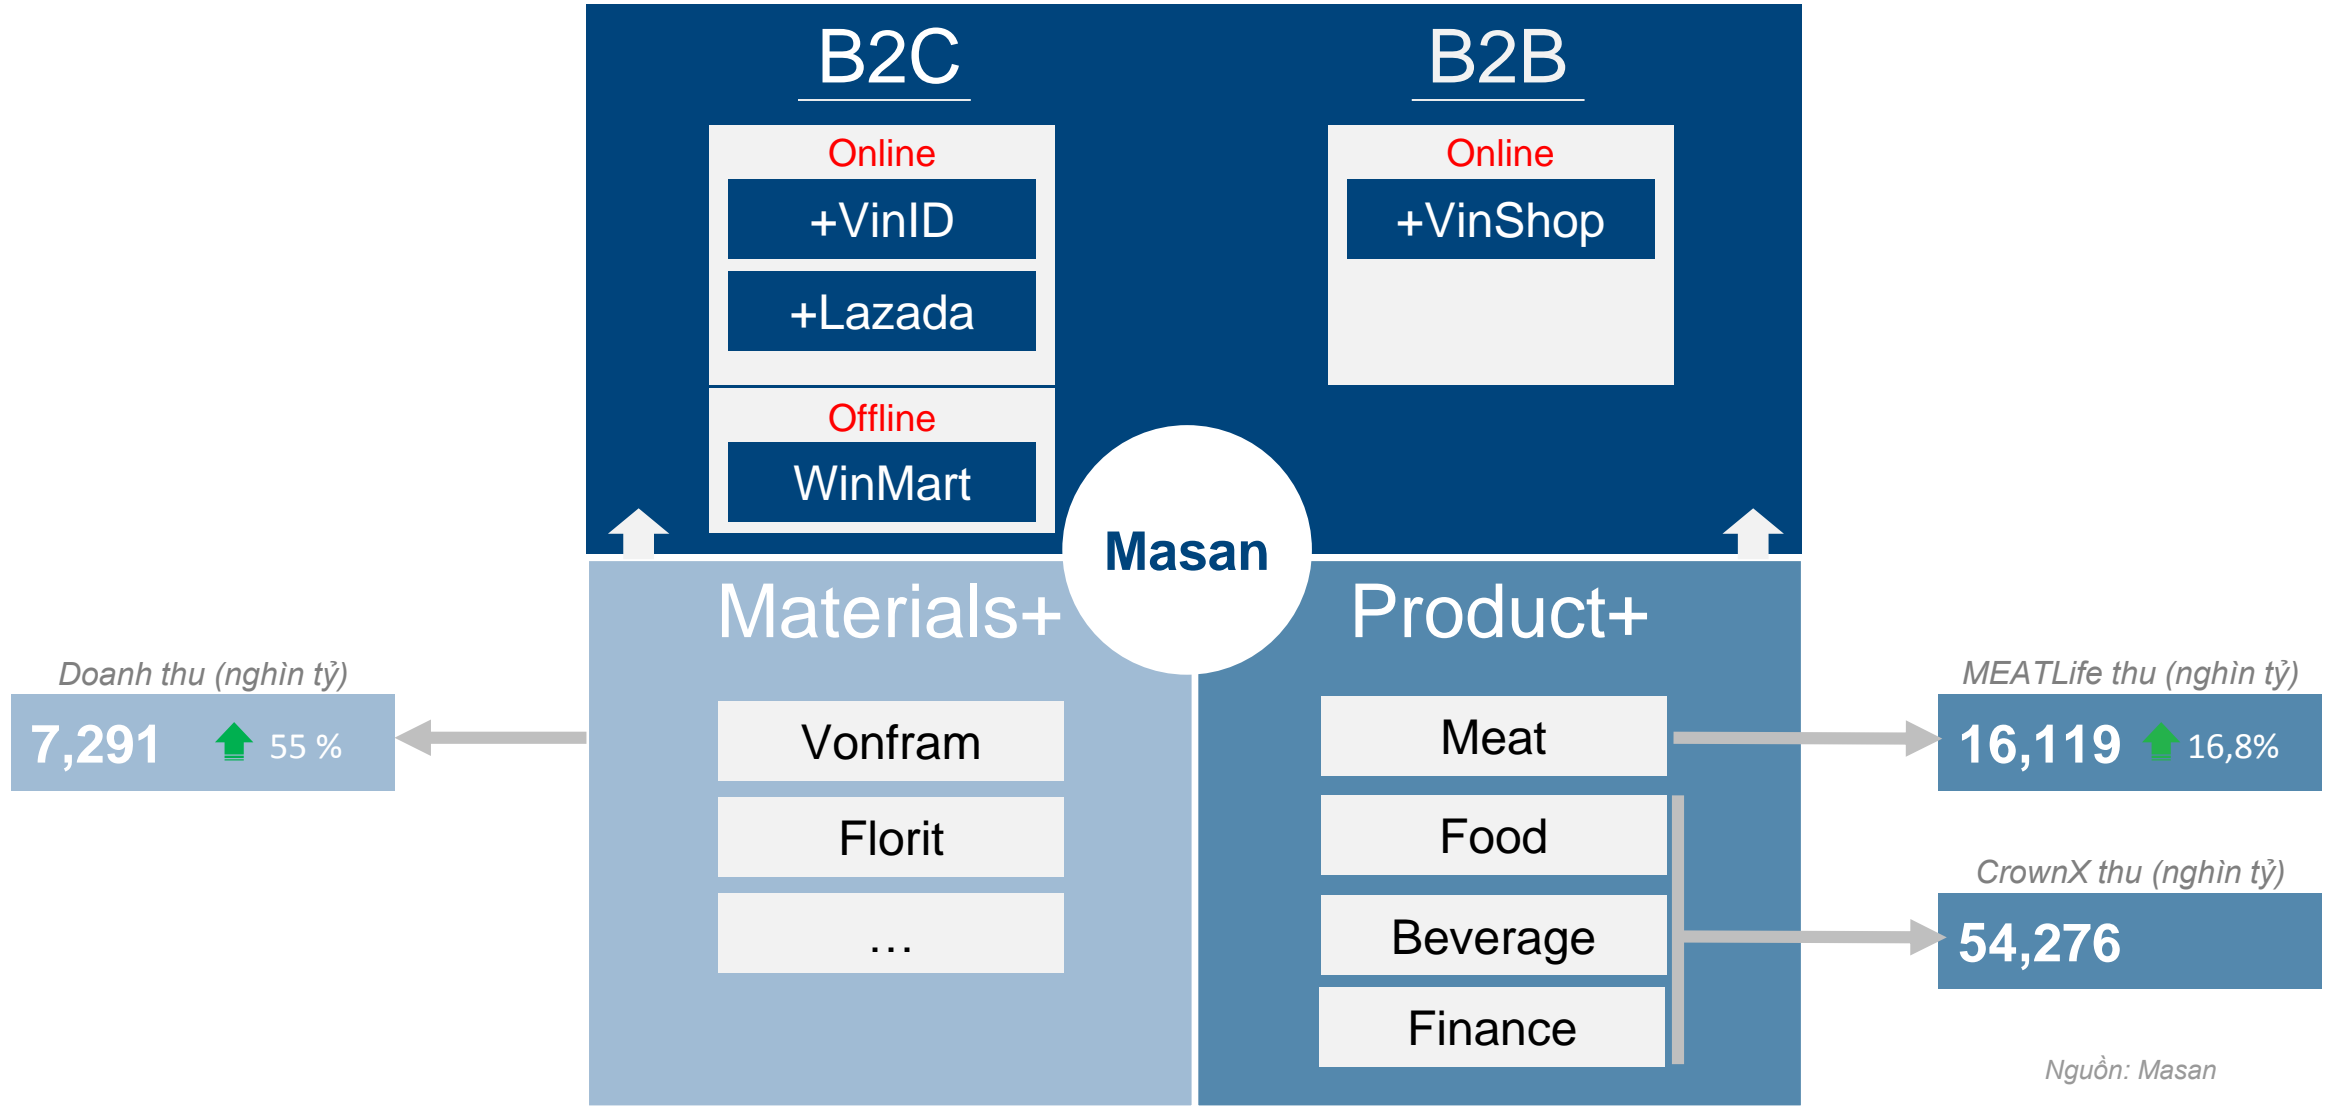 B2C
B2B
Online
+VinID
+Lazada
Offline
WinMart
Online
+VinShop
Masan
Materials+
Product+
Doanh thu (nghìn tỷ)
7,291 55 %
Vonfram
Florit
...
Meat
Food
Beverage
Finance
MEATLife thu (nghìn tỷ)
16,119 16,8%
CrownX thu (nghìn tỷ)
54,276
Nguồn: Masan